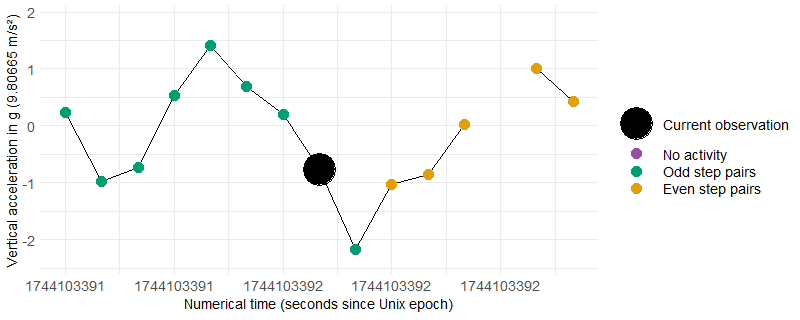 Vertical acceleration in g (9.80665 m/s²)
2
1
0
-1
-2
1744103391
1744103391
1744103392
1744103392
1744103392
Numerical time (seconds since Unix epoch)
Current observation
No activity
Odd step pairs
Even step pairs